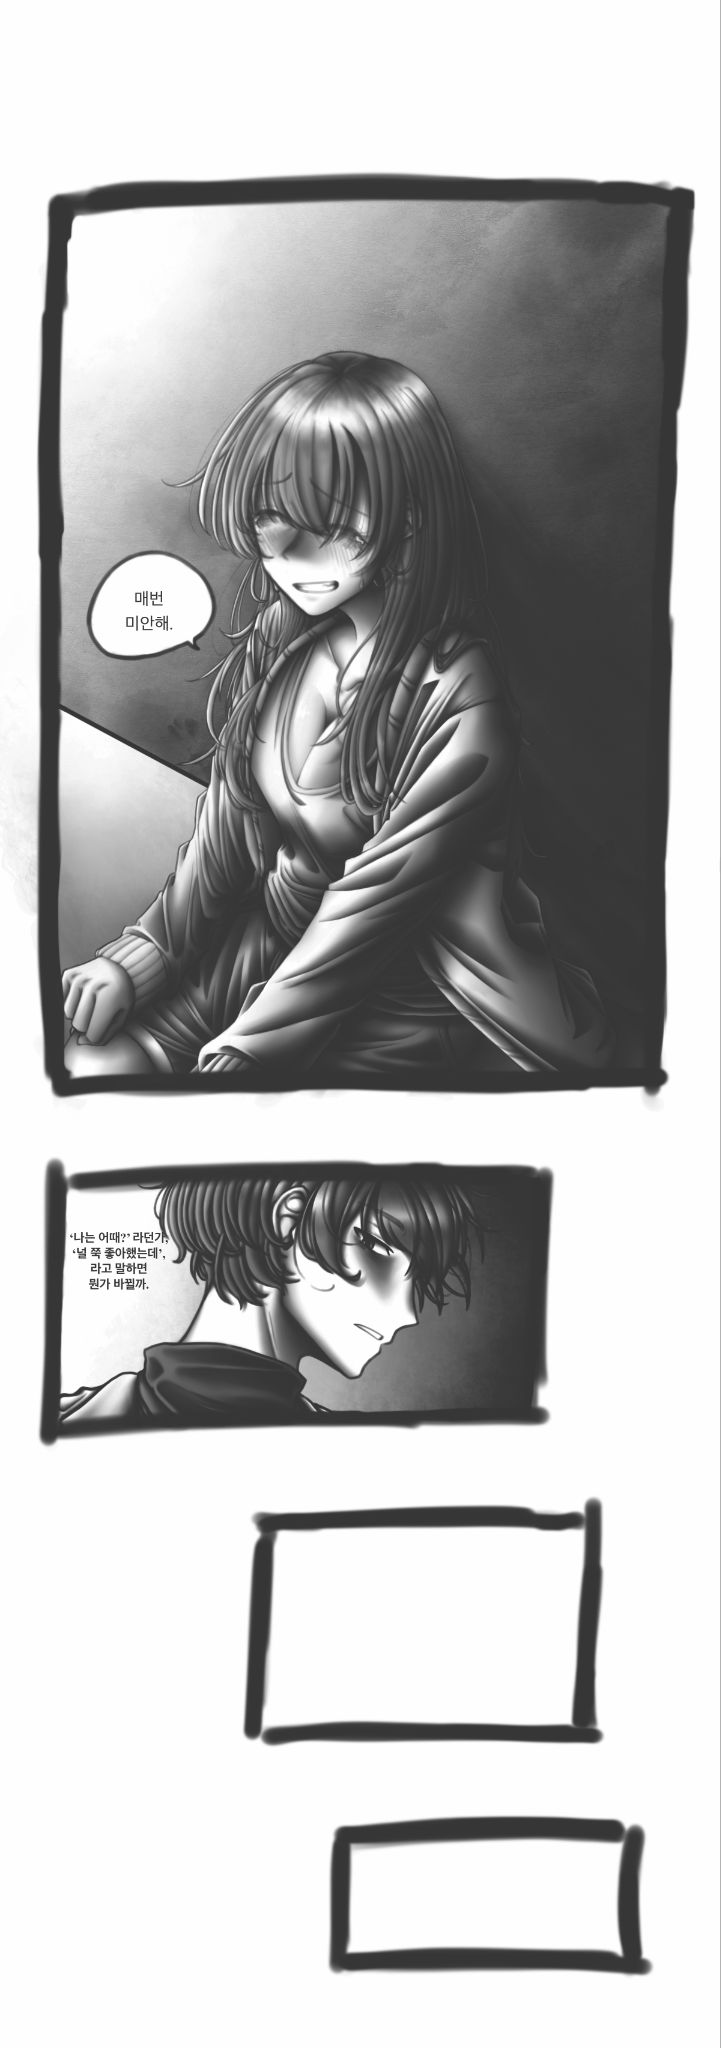 매번
미안해.
‘나는 어때?’ 라던가,
‘널 쭉 좋아했는데’,
라고 말하면
뭔가 바뀔까.